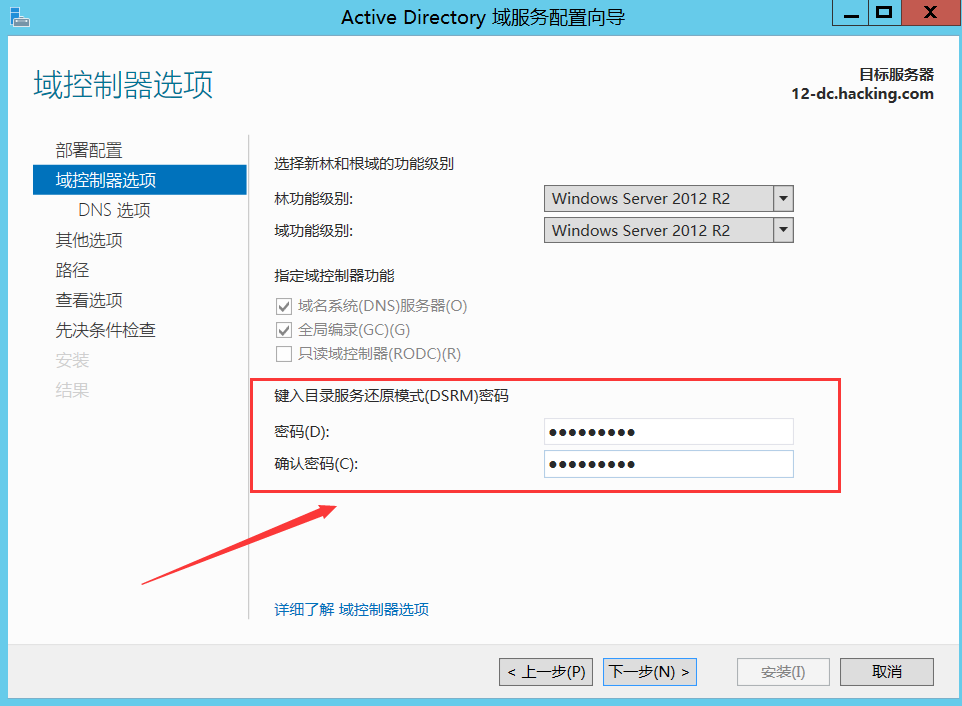 Active Directory 域服务配置向导
域控制器选项
目标服务器
12-dc.hacking.com
部署配置
域控制器选项
DNS 选项
其他选项
路径
查看选项
先决条件检查
安装
结果
选择新林和根域的功能级别
林功能级别: Windows Server 2012 R2
域功能级别: Windows Server 2012 R2
指定域控制器功能
域名系统(DNS)服务器(O)
全局编录(GC)(G)
只读域控制器(RODC)(R)
键入目录服务还原模式(DSRM)密码
密码(D): ●●●●●●●●●
确认密码(C): ●●●●●●●●●
详细了解 域控制器选项
< 上一步(P) 下一步(N) > 安装(I) 取消